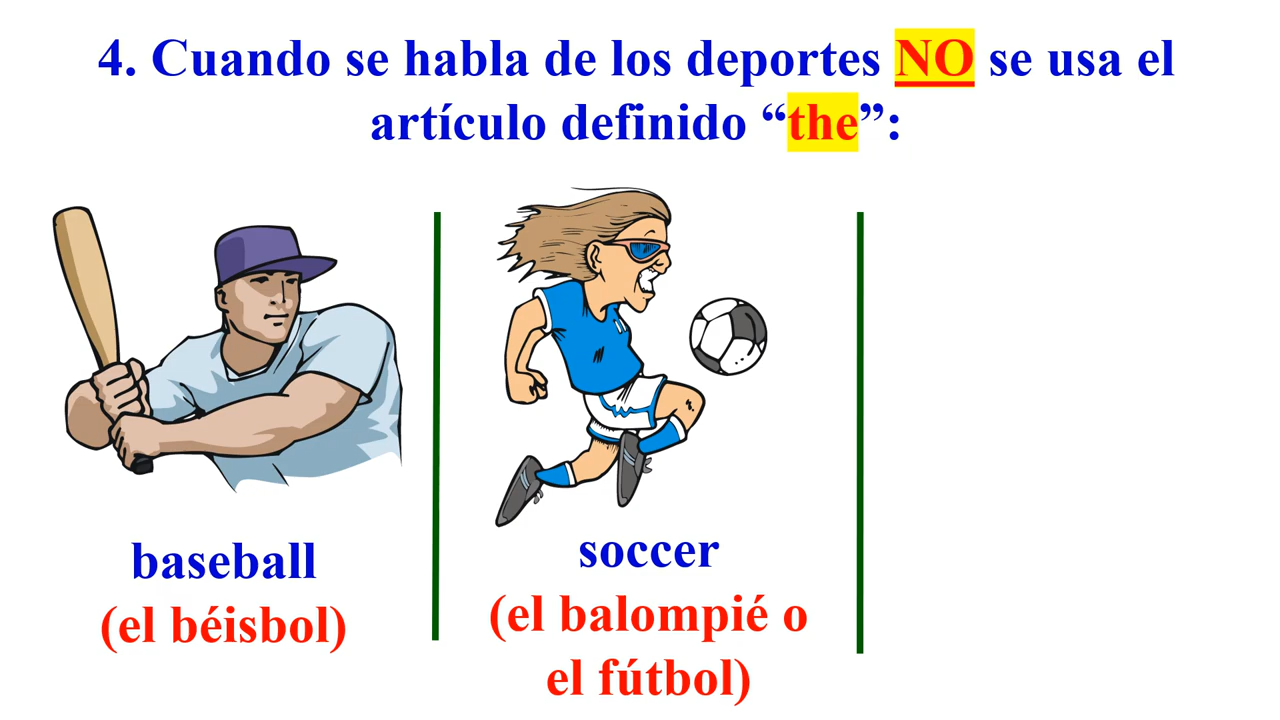 4. Cuando se habla de los deportes NO se usa el
artículo definido “the”:
baseball
(el béisbol)
soccer
(el balompié o
el fútbol)